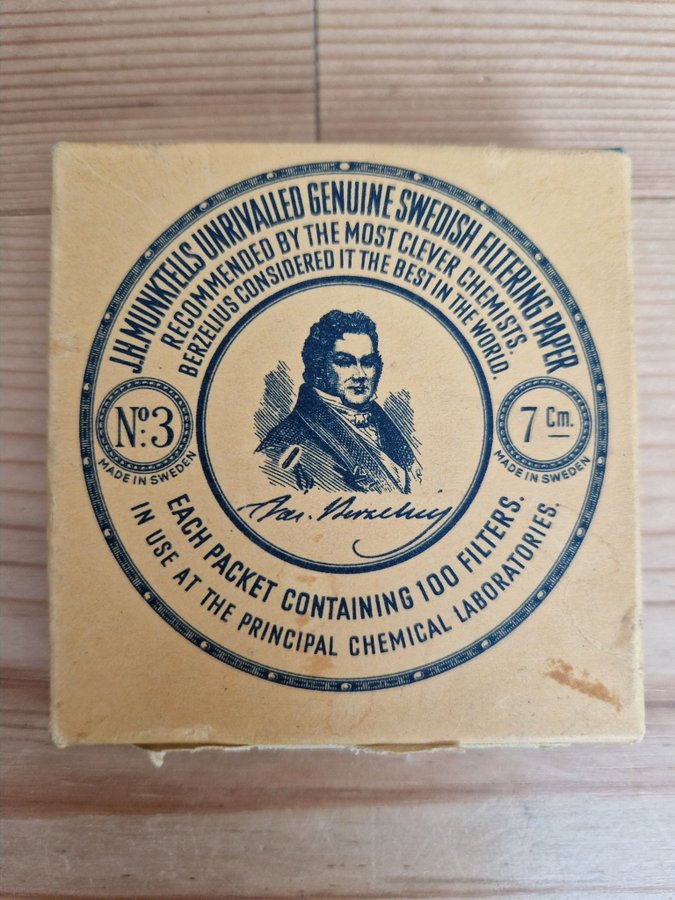 J.H. MUNKTELLS UNRIVALLED GENUINE SWEDISH FILTERING PAPER
RECOMMENDED BY THE MOST CLEVER CHEMISTS.
BERZELIUS CONSIDERED IT THE BEST IN THE WORLD.
No: 3
MADE IN SWEDEN
7 Cm.
MADE IN SWEDEN
Jac. Berzelius
EACH PACKET CONTAINING 100 FILTERS.
IN USE AT THE PRINCIPAL CHEMICAL LABORATORIES.